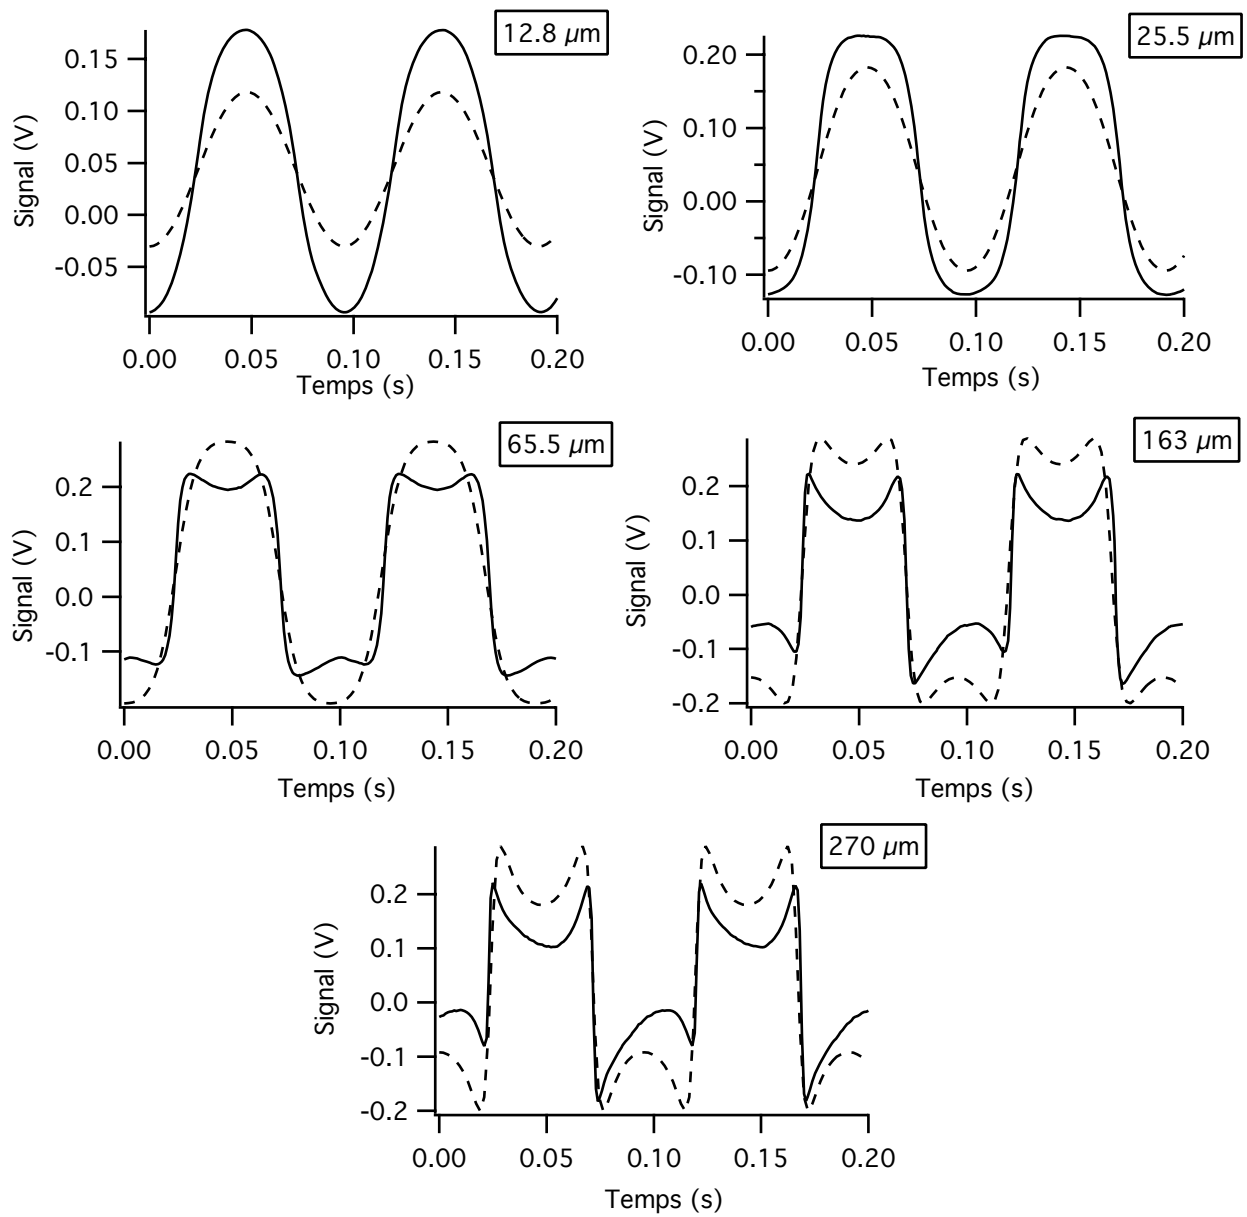 12.8 µm
Signal (V)
0.15
0.10
0.05
0.00
-0.05
0.00 0.05 0.10 0.15 0.20
Temps (s)
25.5 µm
Signal (V)
0.20
0.10
0.00
-0.10
0.00 0.05 0.10 0.15 0.20
Temps (s)
65.5 µm
Signal (V)
0.2
0.1
0.0
-0.1
0.00 0.05 0.10 0.15 0.20
Temps (s)
163 µm
Signal (V)
0.2
0.1
0.0
-0.1
-0.2
0.00 0.05 0.10 0.15 0.20
Temps (s)
270 µm
Signal (V)
0.2
0.1
0.0
-0.1
-0.2
0.00 0.05 0.10 0.15 0.20
Temps (s)